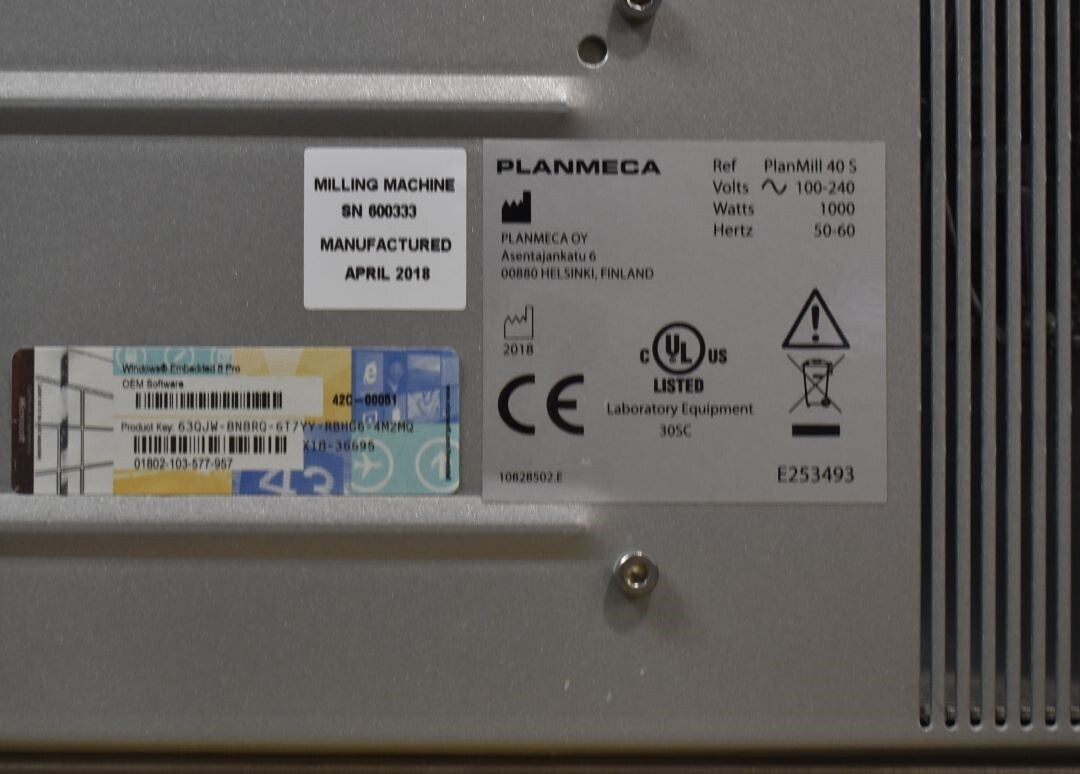 MILLING MACHINE
SN 600333
MANUFACTURED
APRIL 2018
Windows® Embedded 8 Pro
OEM Software
42C-00061
Product Key:
X18-36695
01802-103-577-957
PLANMECA
PLANMECA OY
Asentajankatu 6
00880 HELSINKI, FINLAND
2018
CE
10828502.E
Ref PlanMill 40 S
Volts 100-240
Watts 1000
Hertz 50-60
C UL US
LISTED
Laboratory Equipment
30SC
E253493